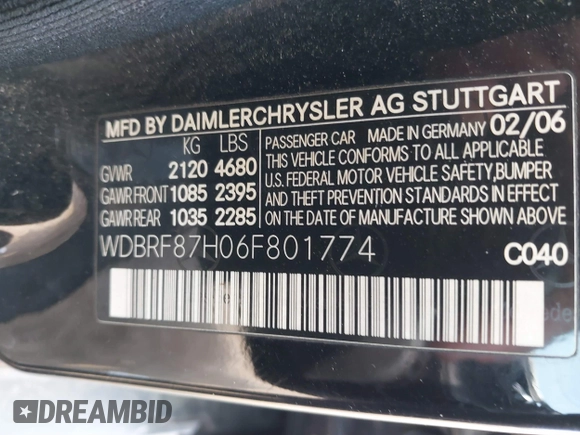 MFD BY DAIMLERCHRYSLER AG STUTTGART
KG LBS
GVWR 2120 4680
GAWR FRONT 1085 2395
GAWR REAR 1035 2285
PASSENGER CAR MADE IN GERMANY 02/06
THIS VEHICLE CONFORMS TO ALL APPLICABLE
U.S. FEDERAL MOTOR VEHICLE SAFETY,BUMPER
AND THEFT PREVENTION STANDARDS IN EFFECT
ON THE DATE OF MANUFACTURE SHOWN ABOVE.
WDBRF87H06F801774
C040
DREAMBID